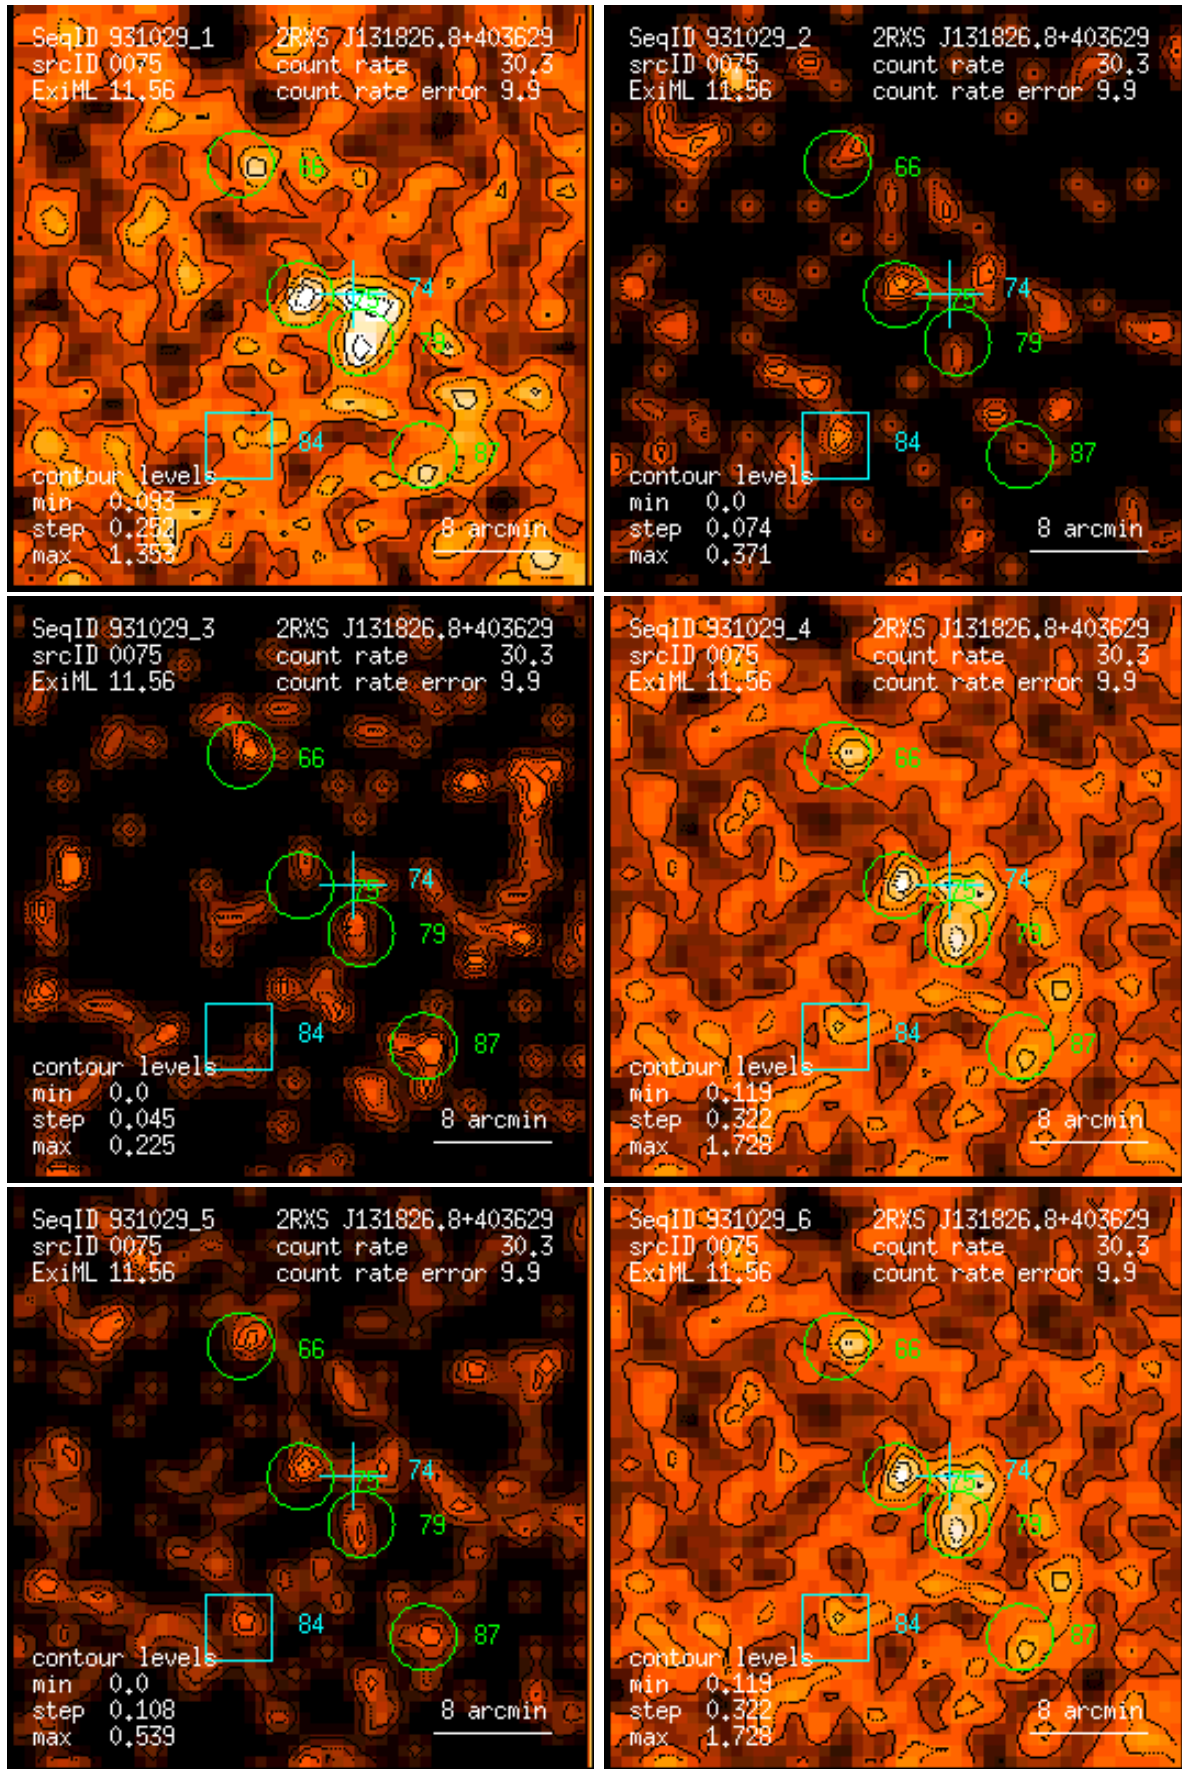 SeqID 931029_1 2RXS J131826.8+403629
srcID 0075 count rate 30.3
ExiML 11.56 count rate error 9.9
66
74
75
79
84
87
contour levels
min 0.093
step 0.252
max 1.353
8 arcmin
SeqID 931029_2 2RXS J131826.8+403629
srcID 0075 count rate 30.3
ExiML 11.56 count rate error 9.9
66
74
75
79
84
87
contour levels
min 0.0
step 0.074
max 0.371
8 arcmin
SeqID 931029_3 2RXS J131826.8+403629
srcID 0075 count rate 30.3
ExiML 11.56 count rate error 9.9
66
74
75
79
84
87
contour levels
min 0.0
step 0.045
max 0.225
8 arcmin
SeqID 931029_4 2RXS J131826.8+403629
srcID 0075 count rate 30.3
ExiML 11.56 count rate error 9.9
66
74
75
79
84
87
contour levels
min 0.119
step 0.322
max 1.728
8 arcmin
SeqID 931029_5 2RXS J131826.8+403629
srcID 0075 count rate 30.3
ExiML 11.56 count rate error 9.9
66
74
75
79
84
87
contour levels
min 0.0
step 0.108
max 0.539
8 arcmin
SeqID 931029_6 2RXS J131826.8+403629
srcID 0075 count rate 30.3
ExiML 11.56 count rate error 9.9
66
74
75
79
84
87
contour levels
min 0.119
step 0.322
max 1.728
8 arcmin